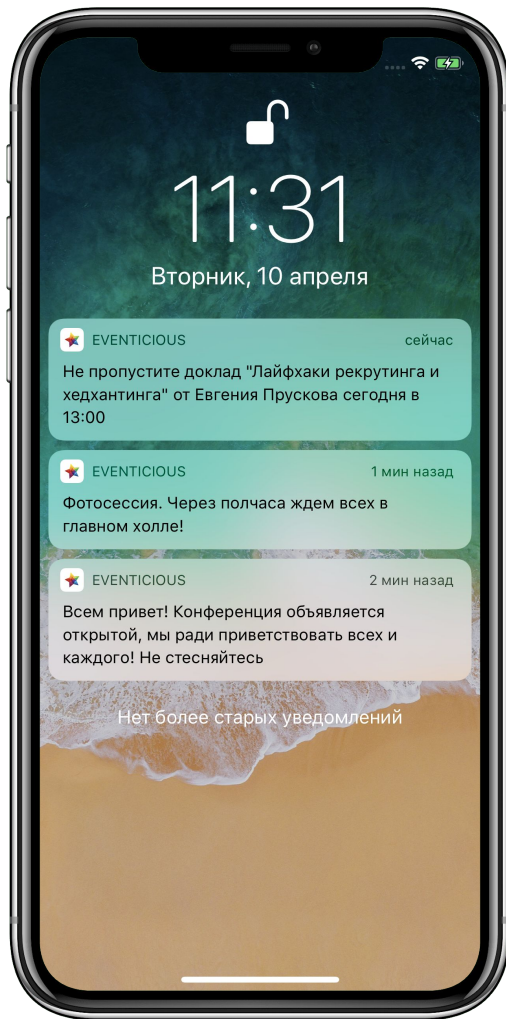 11:31
Вторник, 10 апреля
EVENTICIOUS сейчас
Не пропустите доклад "Лайфхаки рекрутинга и
хедхантинга" от Евгения Прускова сегодня в
13:00
EVENTICIOUS 1 мин назад
Фотосессия. Через полчаса ждем всех в
главном холле!
EVENTICIOUS 2 мин назад
Всем привет! Конференция объявляется
открытой, мы ради приветствовать всех и
каждого! Не стесняйтесь
Нет более старых уведомлений